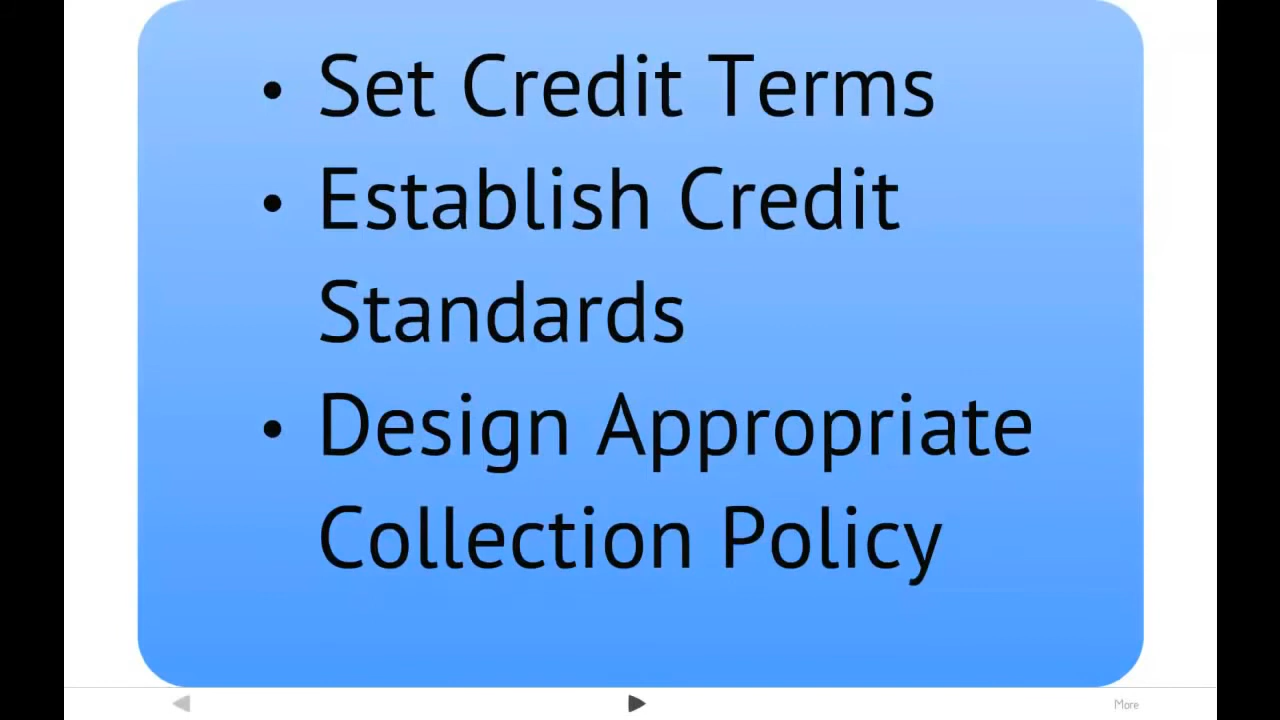 • Set Credit Terms
• Establish Credit
Standards
• Design Appropriate
Collection Policy
More